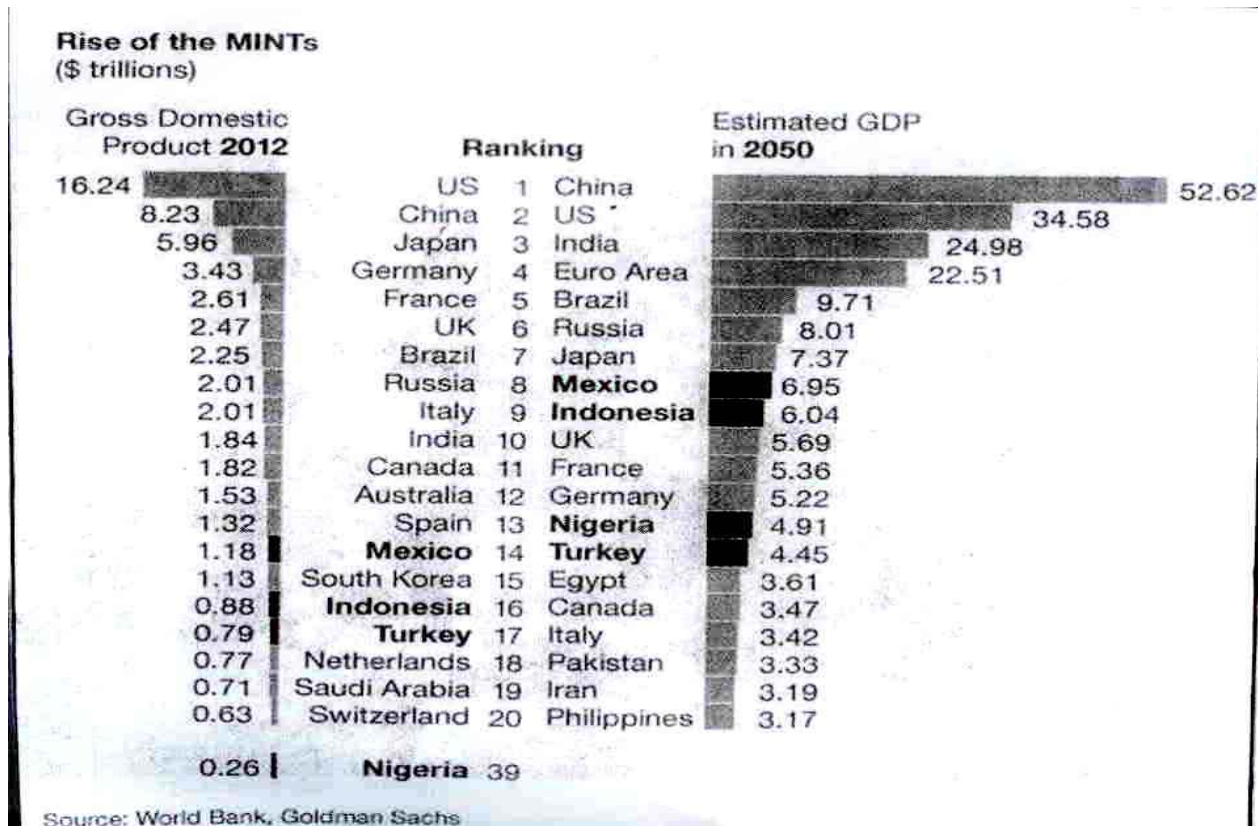 Rise of the MINTs
($ trillions)
Gross Domestic Product 2012 Ranking Estimated GDP in 2050
16.24 US 1 China 52.62
8.23 China 2 US 34.58
5.96 Japan 3 India 24.98
3.43 Germany 4 Euro Area 22.51
2.61 France 5 Brazil 9.71
2.47 UK 6 Russia 8.01
2.25 Brazil 7 Japan 7.37
2.01 Russia 8 Mexico 6.95
2.01 Italy 9 Indonesia 6.04
1.84 India 10 UK 5.69
1.82 Canada 11 France 5.36
1.53 Australia 12 Germany 5.22
1.32 Spain 13 Nigeria 4.91
1.18 Mexico 14 Turkey 4.45
1.13 South Korea 15 Egypt 3.61
0.88 Indonesia 16 Canada 3.47
0.79 Turkey 17 Italy 3.42
0.77 Netherlands 18 Pakistan 3.33
0.71 Saudi Arabia 19 Iran 3.19
0.63 Switzerland 20 Philippines 3.17
0.26 Nigeria 39
Source: World Bank, Goldman Sachs